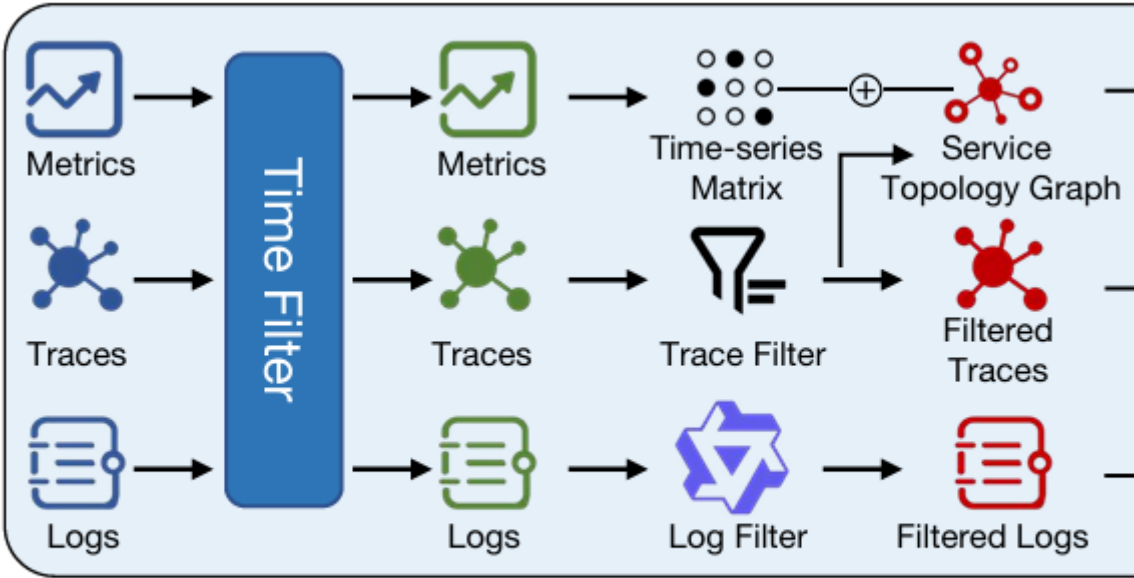 Metrics
Traces
Logs
Time Filter
Metrics
Traces
Logs
Time-series
Matrix
Trace Filter
Log Filter
Service
Topology Graph
Filtered
Traces
Filtered Logs